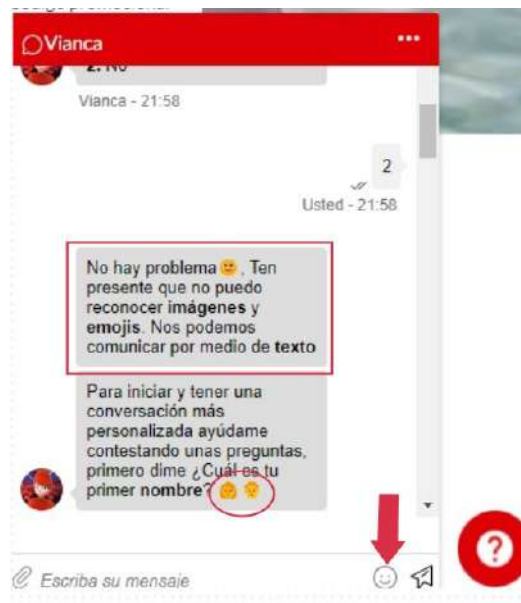 código promocional
Vianca
2. No
Vianca - 21:58
2
Usted - 21:58
No hay problema🙂, Ten
presente que no puedo
reconocer imágenes y
emojis. Nos podemos
comunicar por medio de texto
Para iniciar y tener una
conversación más
personalizada ayúdame
contestando unas preguntas,
primero dime ¿Cuál es tu
primer nombre?
Escriba su mensaje
?